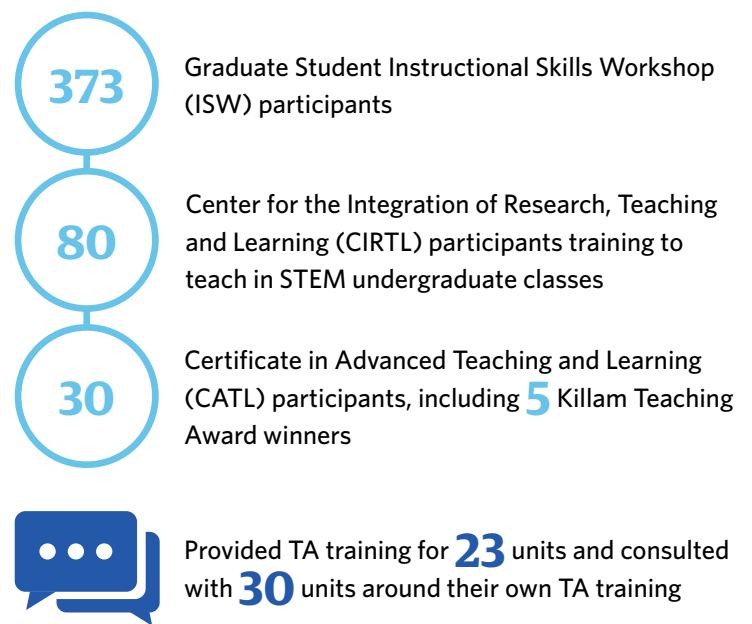 373
Graduate Student Instructional Skills Workshop
(ISW) participants
80
Center for the Integration of Research, Teaching
and Learning (CIRTL) participants training to
teach in STEM undergraduate classes
30
Certificate in Advanced Teaching and Learning
(CATL) participants, including 5 Killam Teaching
Award winners
Provided TA training for 23 units and consulted
with 30 units around their own TA training